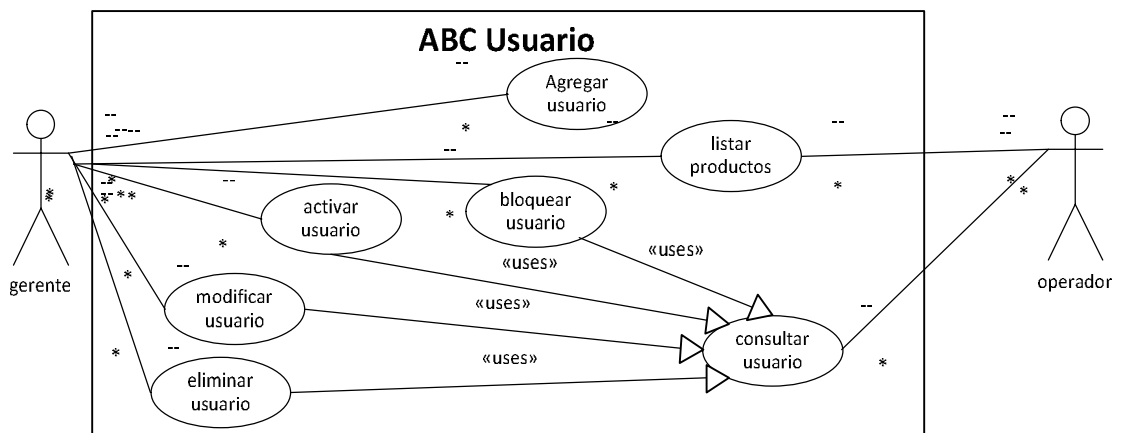 ABC Usuario
Agregar
usuario
listar
productos
activar
usuario
bloquear
usuario
«uses»
«uses»
modificar
usuario
«uses»
consultar
usuario
«uses»
eliminar
usuario
gerente
operador